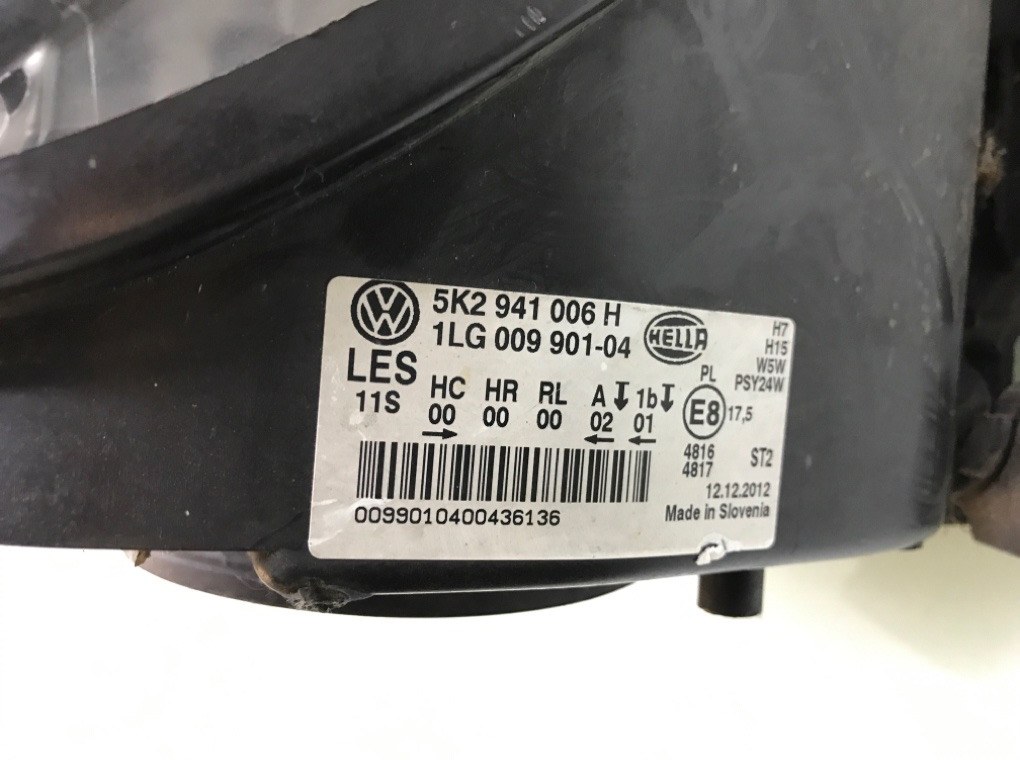 VW 5K2 941 006 H
1LG 009 901-04
HELLA
H7
H15
W5W
PSY24W
LES
11S
HC HR RL A 1b
00 00 00 02 01
→ ← ←
PL
E8 17,5
4816
4817
ST2
12.12.2012
Made in Slovenia
0099010400436136